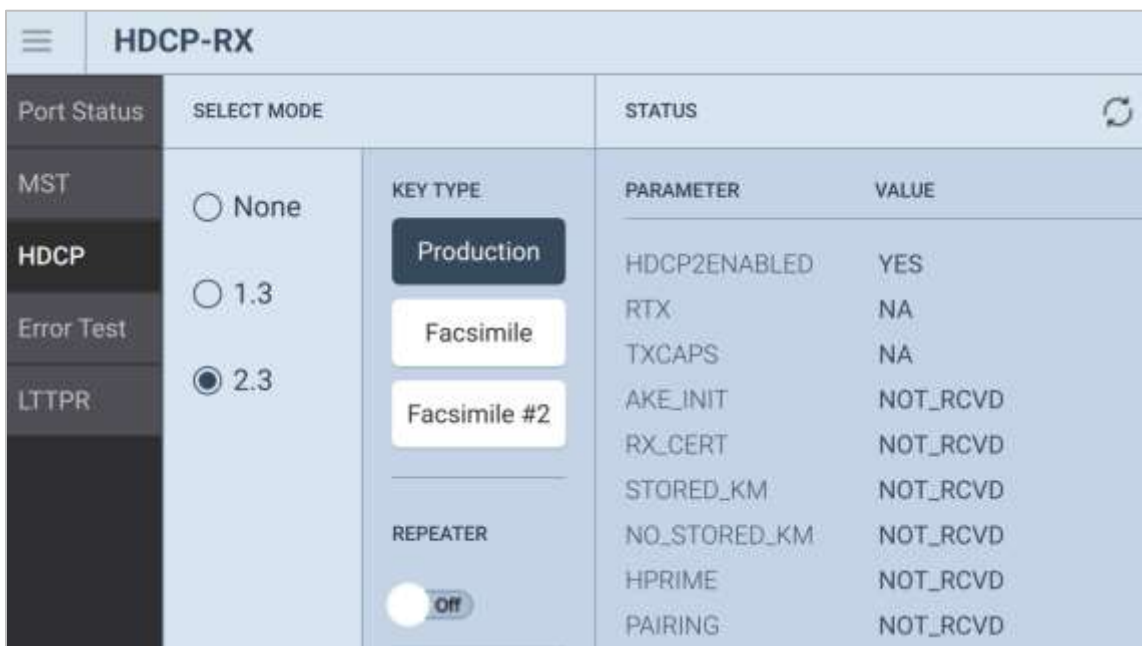 HDCP-RX
Port Status
MST
HDCP
Error Test
LTTPR
SELECT MODE
None
1.3
2.3
KEY TYPE
Production
Facsimile
Facsimile #2
REPEATER
Off
STATUS
PARAMETER VALUE
HDCP2ENABLED YES
RTX NA
TXCAPS NA
AKE_INIT NOT_RCVD
RX_CERT NOT_RCVD
STORED_KM NOT_RCVD
NO_STORED_KM NOT_RCVD
HPRIME NOT_RCVD
PAIRING NOT_RCVD